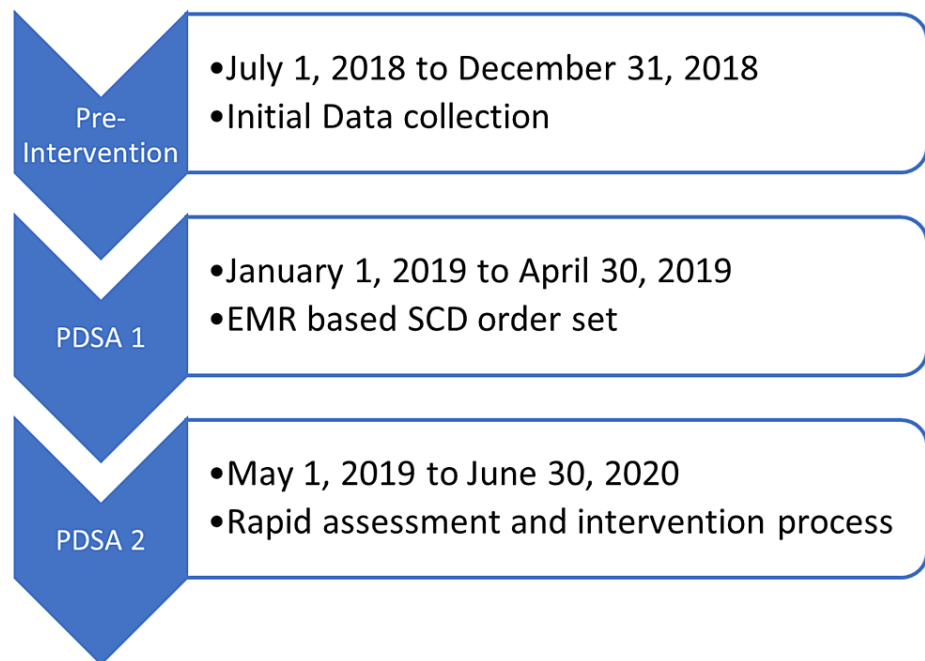 Pre-
Intervention
•July 1, 2018 to December 31, 2018
•Initial Data collection
PDSA 1
•January 1, 2019 to April 30, 2019
•EMR based SCD order set
PDSA 2
•May 1, 2019 to June 30, 2020
•Rapid assessment and intervention process